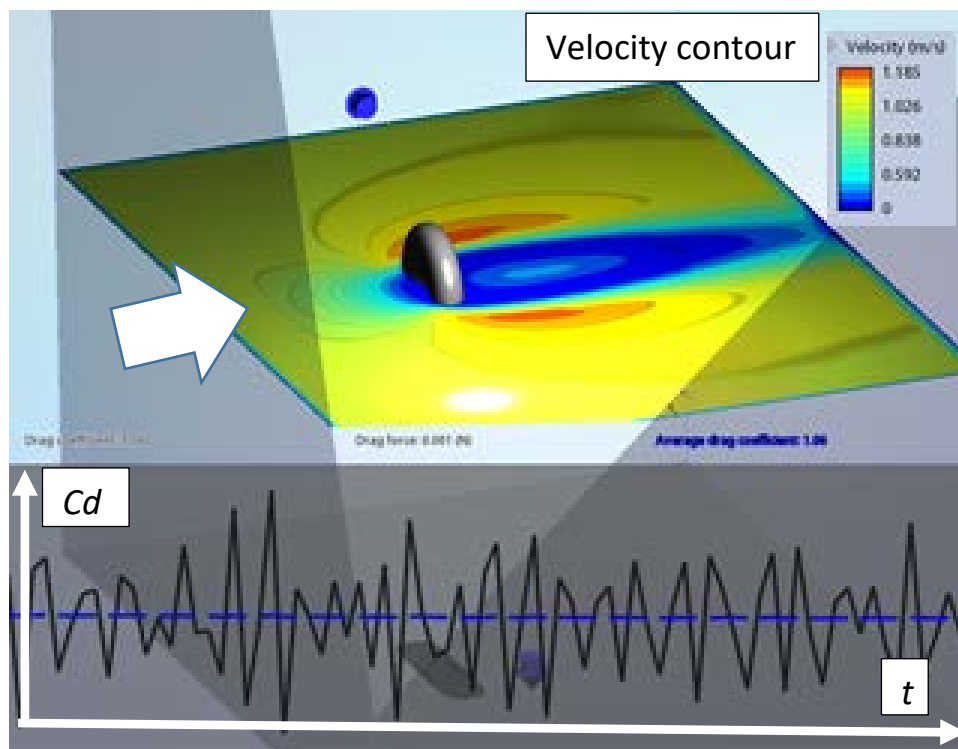 Velocity contour
Velocity (m/s)
1.185
1.026
0.838
0.592
0
Drag force: 0.001 (N)
Average drag coefficient: 1.06
Cd
t